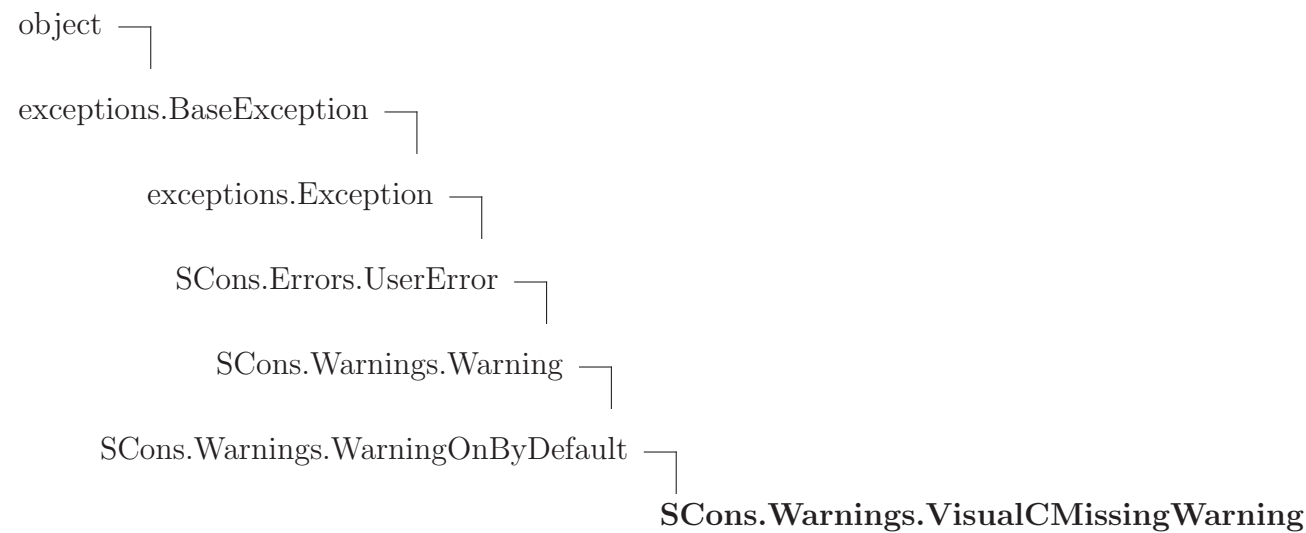 object
exceptions.BaseException
exceptions.Exception
SCons.Errors.UserError
SCons.Warnings.Warning
SCons.Warnings.WarningOnByDefault
SCons.Warnings.VisualCMissingWarning